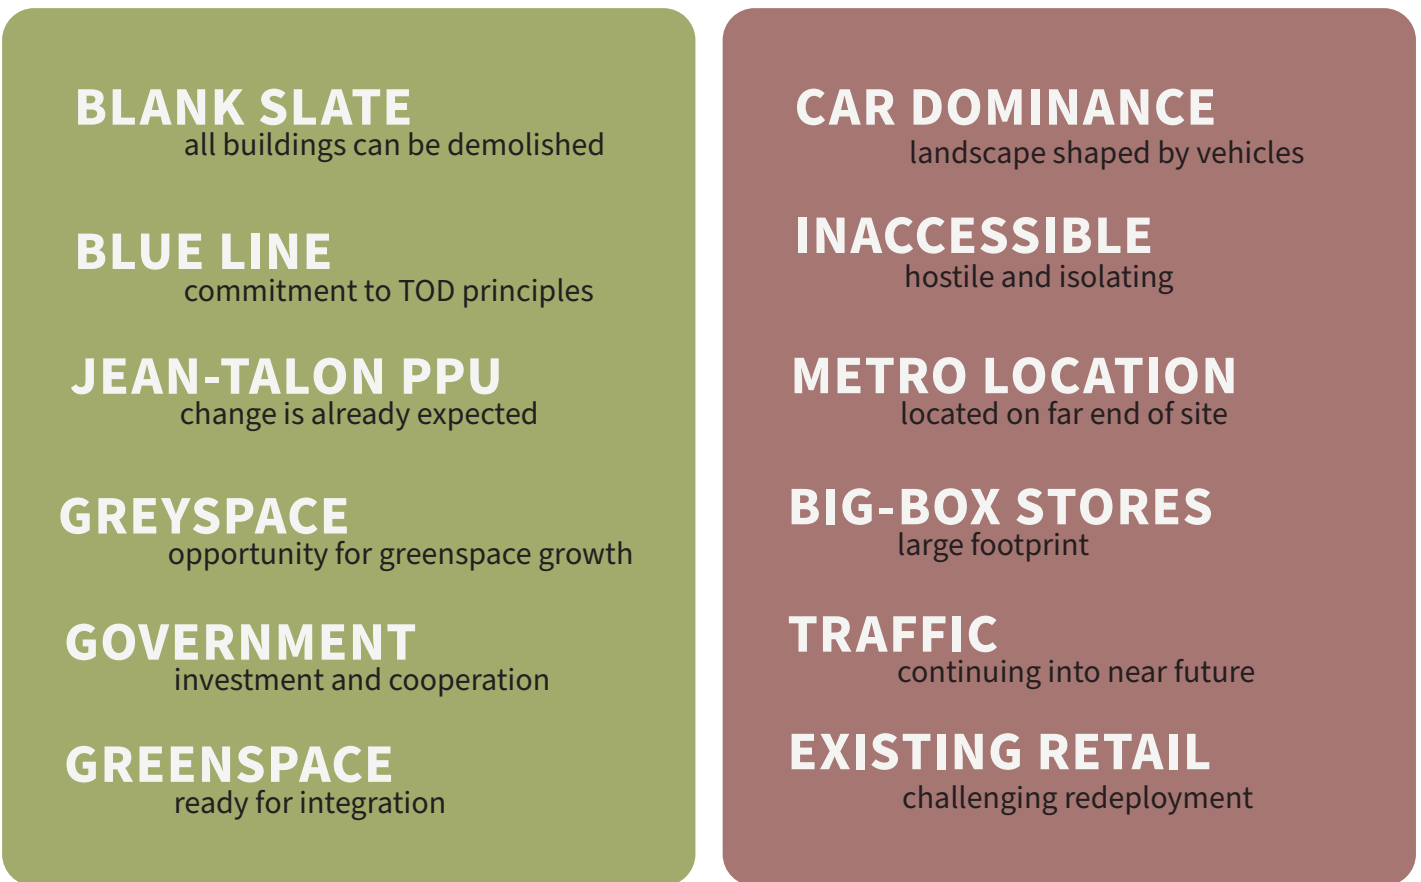 BLANK SLATE
all buildings can be demolished
BLUE LINE
commitment to TOD principles
JEAN-TALON PPU
change is already expected
GREYSPACE
opportunity for greenspace growth
GOVERNMENT
investment and cooperation
GREENSPACE
ready for integration
CAR DOMINANCE
landscape shaped by vehicles
INACCESSIBLE
hostile and isolating
METRO LOCATION
located on far end of site
BIG-BOX STORES
large footprint
TRAFFIC
continuing into near future
EXISTING RETAIL
challenging redeployment